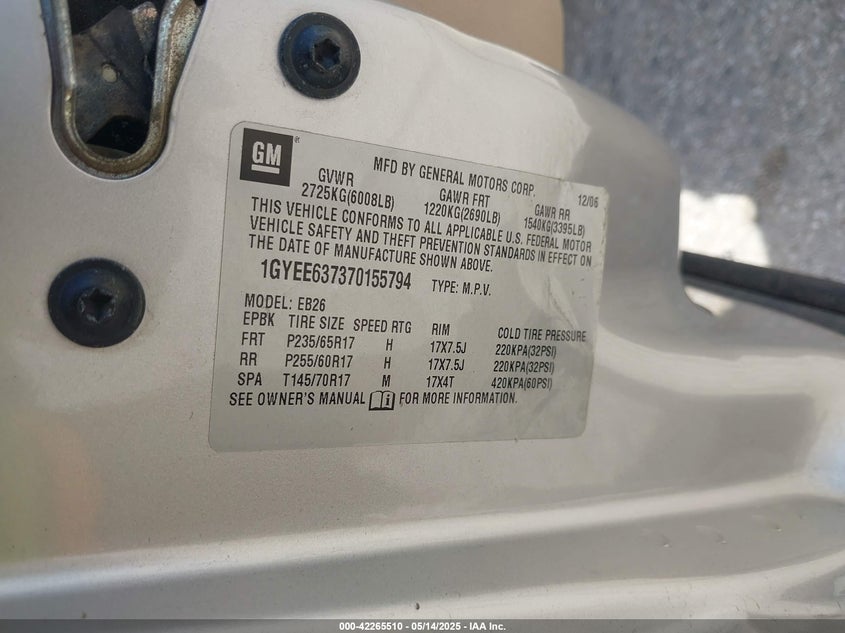 GM
MFD BY GENERAL MOTORS CORP. 12/06
GVWR GAWR FRT GAWR RR
2725KG(6008LB) 1220KG(2690LB) 1540KG(3395LB)
THIS VEHICLE CONFORMS TO ALL APPLICABLE U.S. FEDERAL MOTOR
VEHICLE SAFETY AND THEFT PREVENTION STANDARDS IN EFFECT ON
THE DATE OF MANUFACTURE SHOWN ABOVE.
1GYEE637370155794 TYPE: M.P.V.
MODEL: EB26
EPBK TIRE SIZE SPEED RTG RIM COLD TIRE PRESSURE
FRT P235/65R17 H 17X7.5J 220KPA(32PSI)
RR P255/60R17 H 17X7.5J 220KPA(32PSI)
SPA T145/70R17 M 17X4T 420KPA(60PSI)
SEE OWNER'S MANUAL FOR MORE INFORMATION.
000-42265510 - 05/14/2025 - IAA Inc.